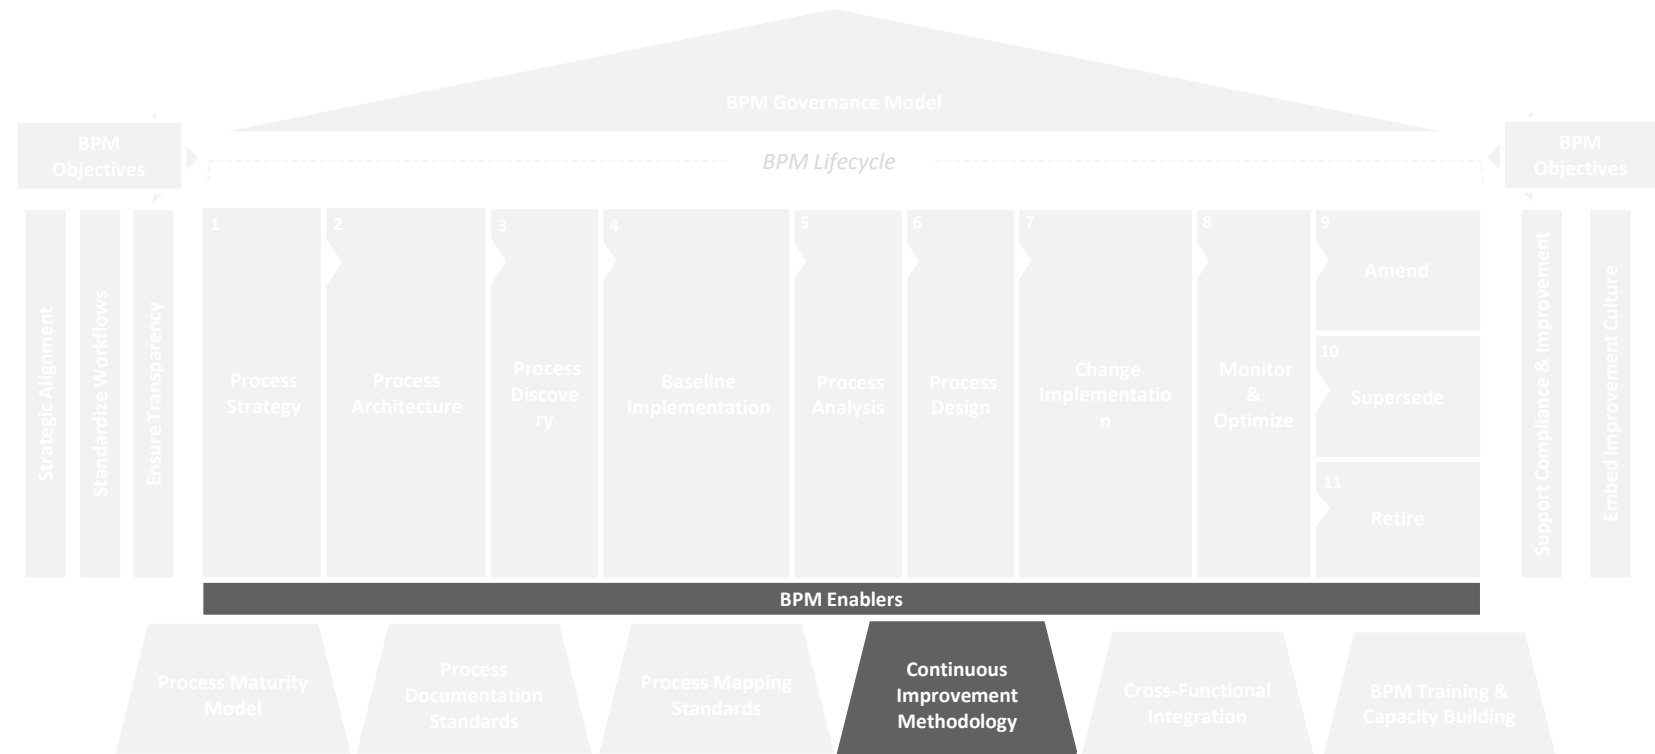 BPM Governance Model
BPM
Objectives
BPM Lifecycle
BPM
Objectives
Strategic Alignment
Standardize Workflows
Ensure Transparency
1
Process
Strategy
2
Process
Architecture
3
Process
Discove
ry
4
Baseline
Implementation
5
Process
Analysis
6
Process
Design
7
Change
Implementatio
n
8
Monitor
&
Optimize
9
Amend
10
Supersede
11
Retire
Support Compliance & Improvement
Embed Improvement Culture
BPM Enablers
Process Maturity
Model
Process
Documentation
Standards
Process Mapping
Standards
Continuous
Improvement
Methodology
Cross-Functional
Integration
BPM Training &
Capacity Building